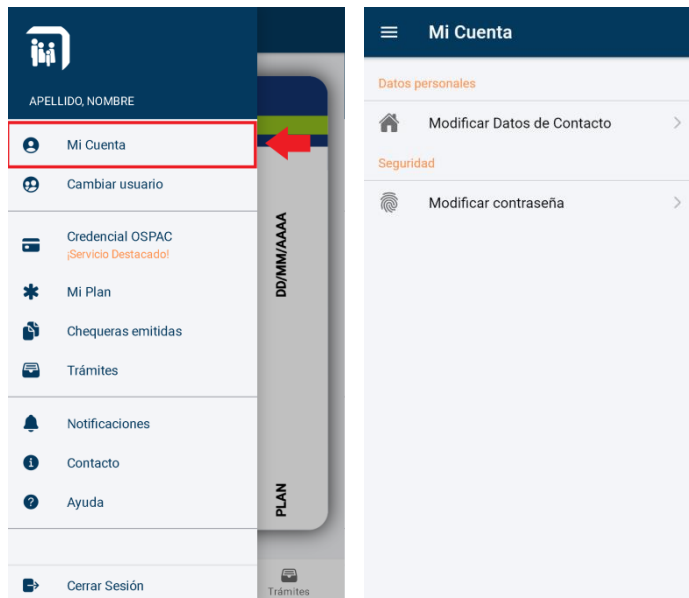 APELLIDO, NOMBRE
Mi Cuenta
Cambiar usuario
Credencial OSPAC
¡Servicio Destacado!
Mi Plan
Chequeras emitidas
Trámites
Notificaciones
Contacto
Ayuda
Cerrar Sesión
DD/MM/AAAA
PLAN
Trámites
Mi Cuenta
Datos personales
Modificar Datos de Contacto
Seguridad
Modificar contraseña